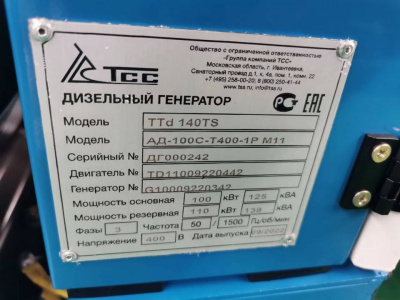 Общество с ограниченной ответственностью
«Группа компаний ТСС»
Московская область, г. Ивантеевка,
Санаторный проезд д.1, к. 4а, пом. 1, комн. 22
+7 (495) 258-00-20, 8 (800) 250-41-44
www.tss.ru, info@tss.ru
ТСС
ДИЗЕЛЬНЫЙ ГЕНЕРАТОР
Модель TTd 140TS
Модель АД-100С-Т400-1Р М11
Серийный № ДГ000242
Двигатель № TD11009220442
Генератор № G10009220342
Мощность основная 100 кВт 125 кВА
Мощность резервная 110 кВт 138 кВА
Фазы 3 Частота 50 / 1500 Гц/об/мин
Напряжение 400 В Дата выпуска 09/2022